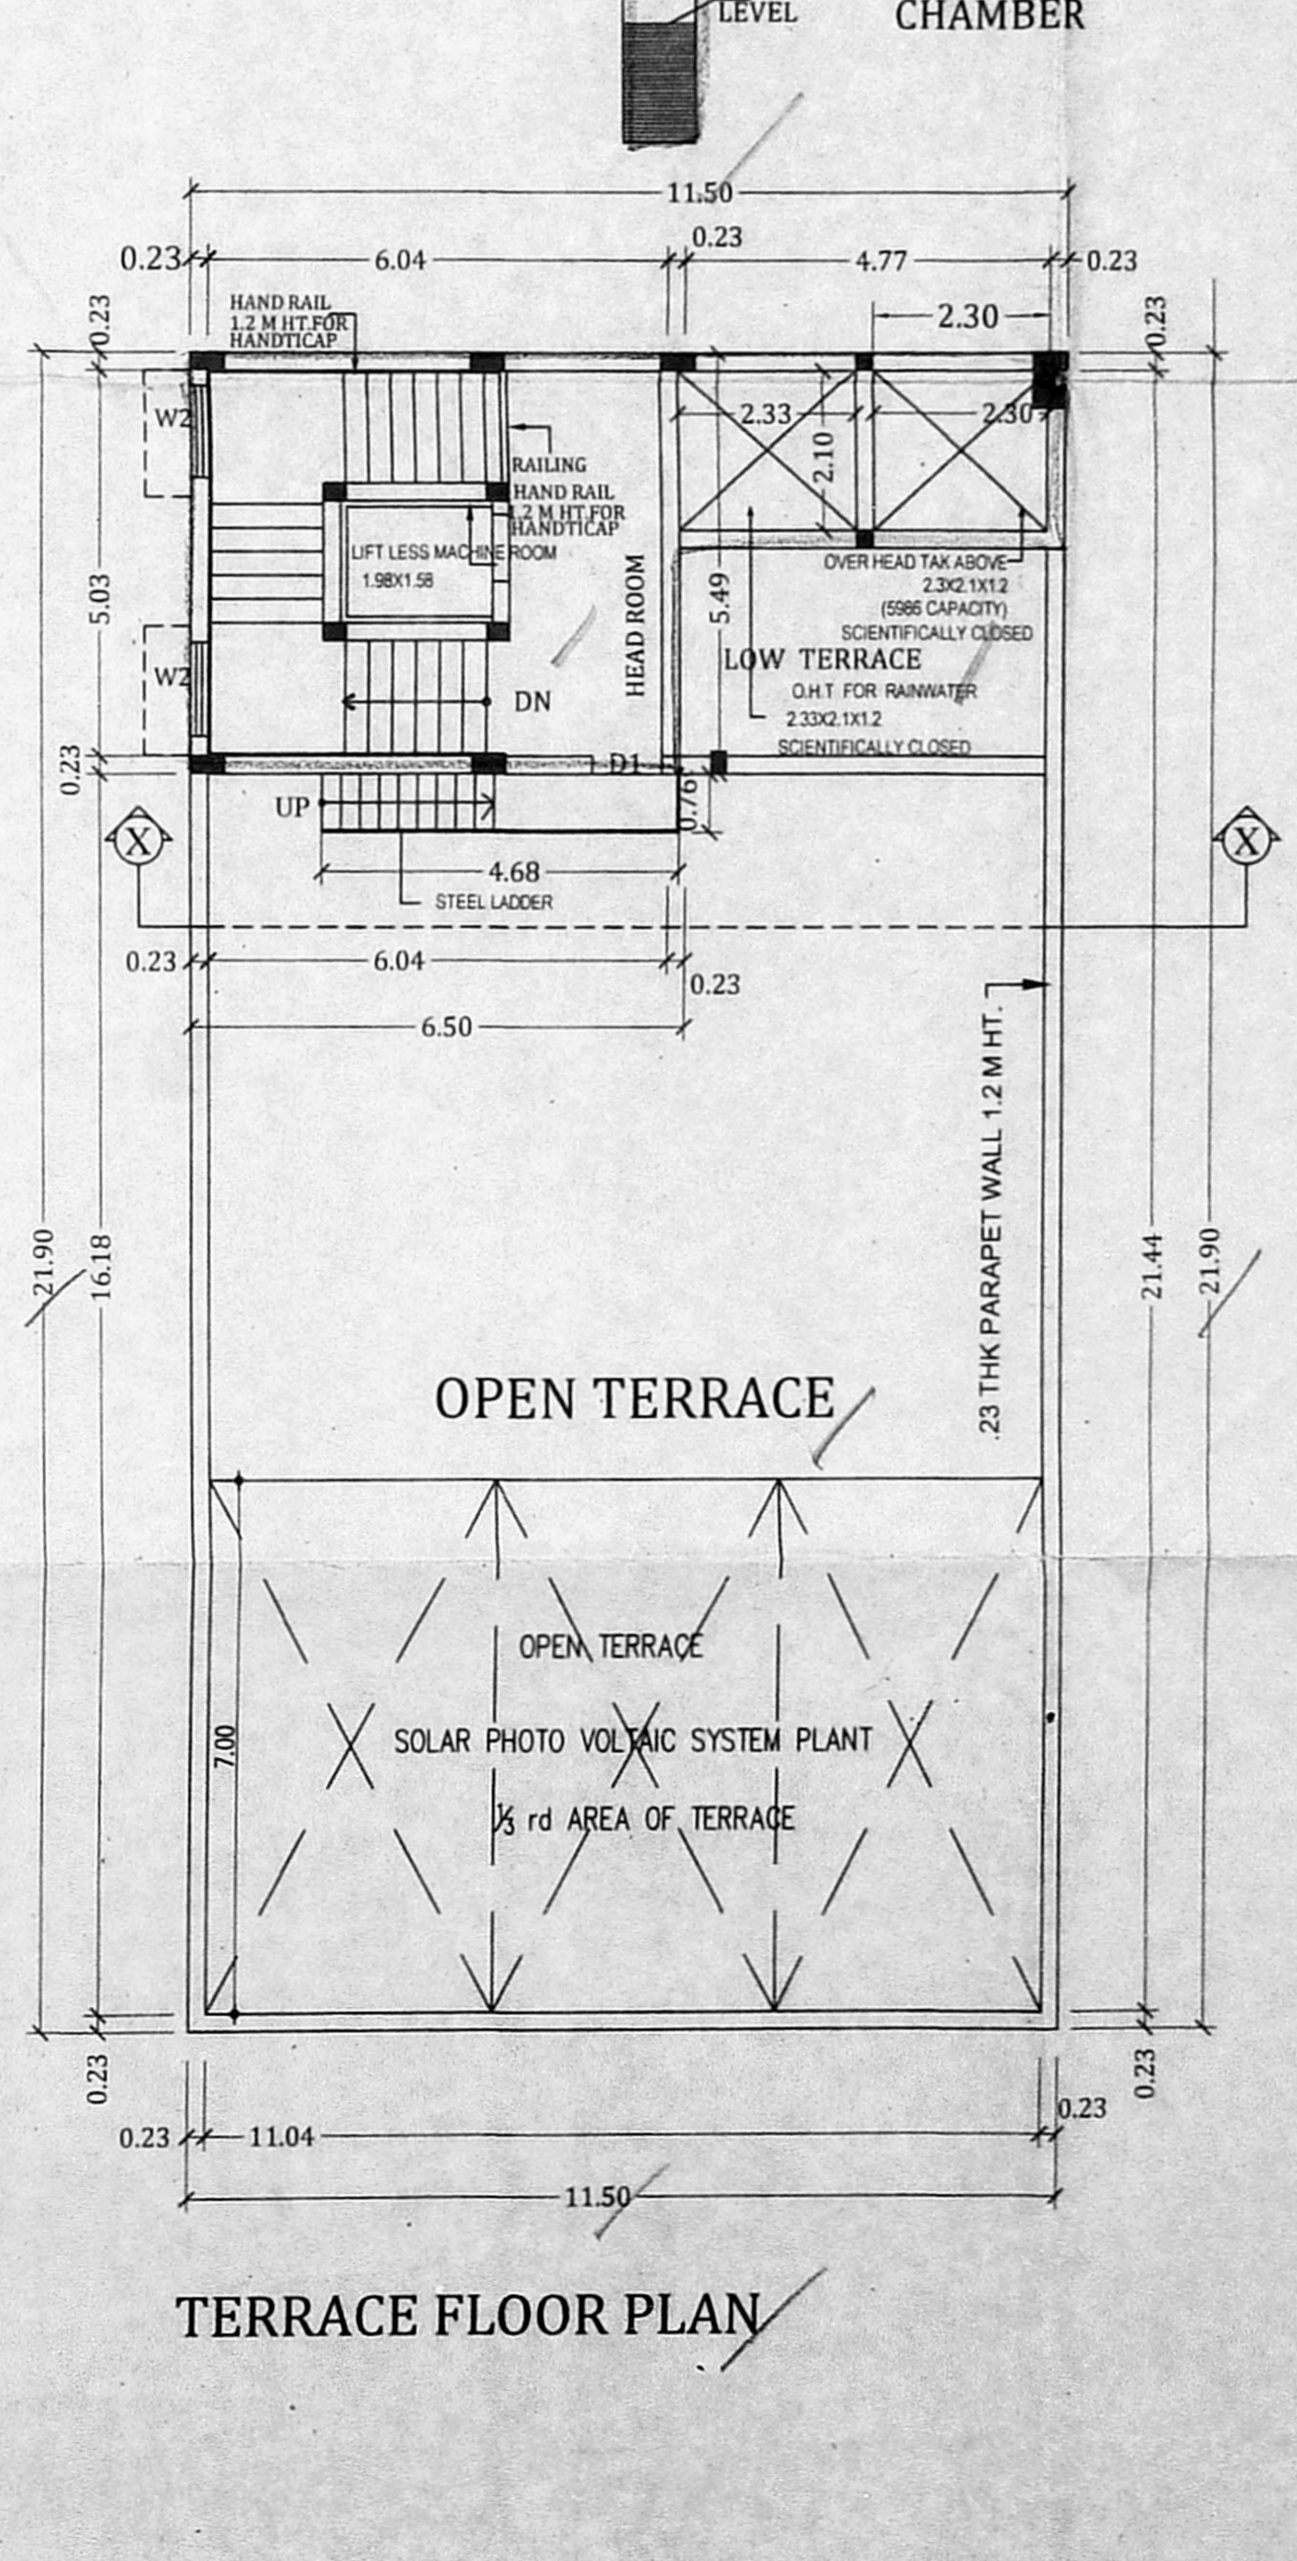 LEVEL
CHAMBER
11.50
0.23
6.04
0.23
4.77
0.23
0.23
HAND RAIL
1.2 M HT.FOR
HANDTICAP
2.30
0.23
W2
2.33
2.30
2.10
RAILING
HAND RAIL
1.2 M HT.FOR
HANDTICAP
LIFT LESS MACHINE ROOM
1.98X1.58
5.03
HEAD ROOM
5.49
OVER HEAD TAK ABOVE
2.3X2.1X1.2
(5986 CAPACITY)
SCIENTIFICALLY CLOSED
LOW TERRACE
O.H.T FOR RAINWATER
2.33X2.1X1.2
SCIENTIFICALLY CLOSED
W2
DN
D1
0.23
UP
0.76
X
X
4.68
STEEL LADDER
0.23
6.04
0.23
6.50
.23 THK PARAPET WALL 1.2 M HT.
21.90
16.18
21.44
21.90
OPEN TERRACE
7.00
OPEN TERRACE
SOLAR PHOTO VOLTAIC SYSTEM PLANT
⅓ rd AREA OF TERRACE
0.23
0.23
0.23
11.04
0.23
11.50
TERRACE FLOOR PLAN